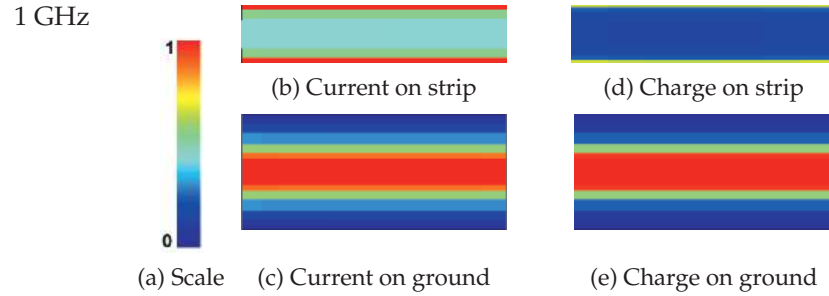 1 GHz
1
0
(a) Scale
(b) Current on strip
(d) Charge on strip
(c) Current on ground
(e) Charge on ground